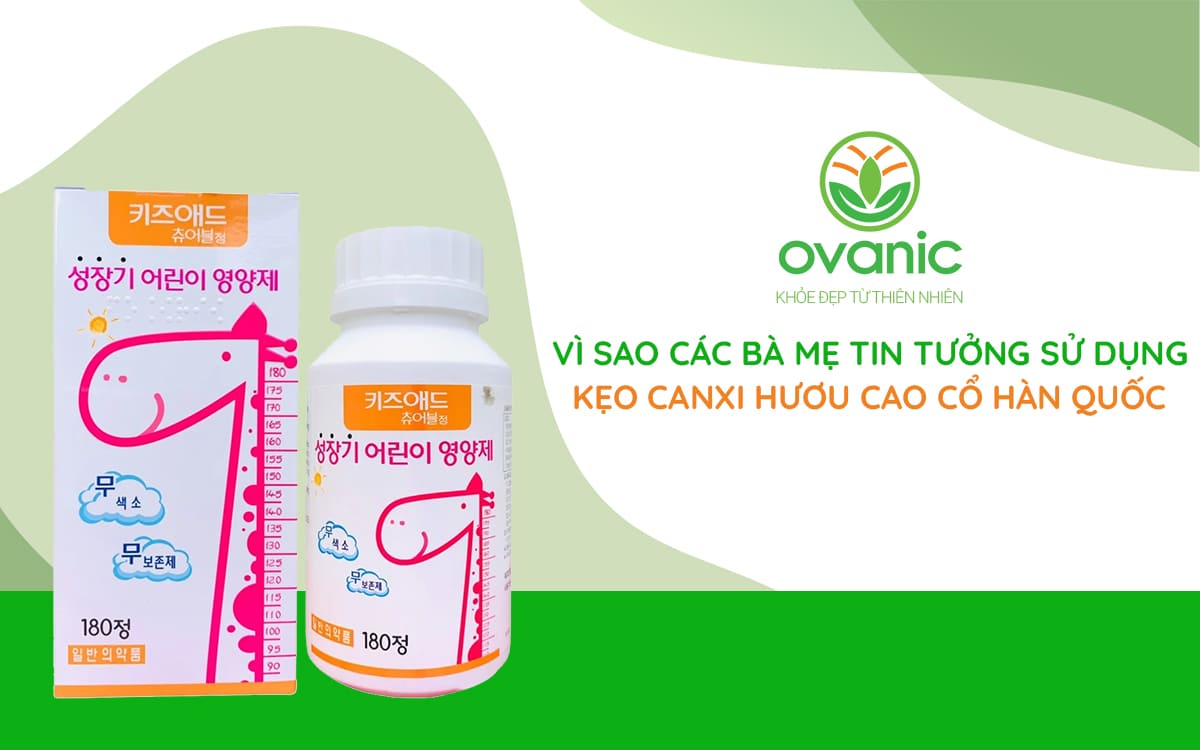 키즈애드
츄어블정
성장기 어린이 영양제
180
175
170
165
160
155
150
145
140
135
130
125
120
115
110
100
95
90
무
색소
무
보존제
180정
일반의약품
키즈애드
츄어블정
성장기 어린이 영양제
무
색소
무
보존제
일반의약품
180정
ovanic
KHỎE ĐẸP TỪ THIÊN NHIÊN
VÌ SAO CÁC BÀ MẸ TIN TƯỞNG SỬ DỤNG
KẸO CANXI HƯƠU CAO CỔ HÀN QUỐC